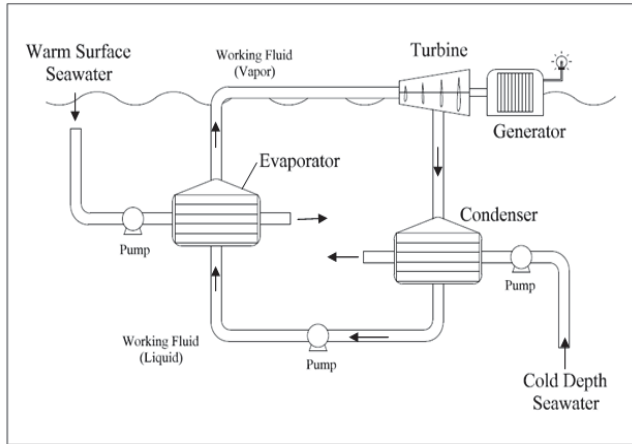 Warm Surface
Seawater
Working Fluid
(Vapor)
Turbine
Generator
Evaporator
Pump
Condenser
Pump
Working Fluid
(Liquid)
Pump
Cold Depth
Seawater